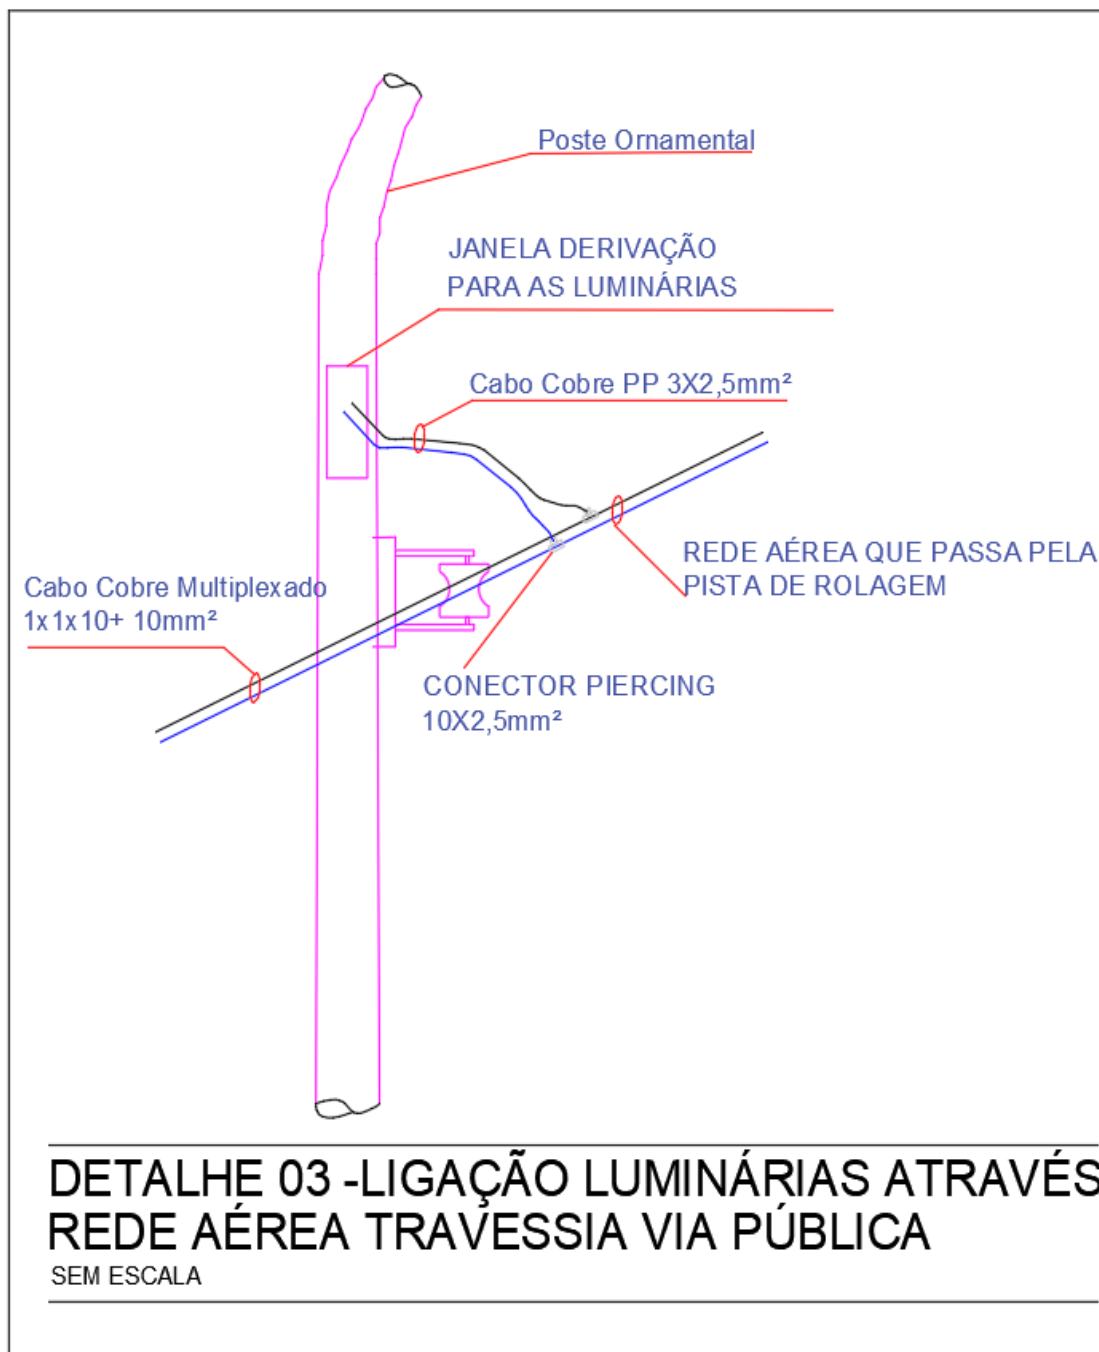 Poste Ornamental
JANELA DERIVAÇÃO
PARA AS LUMINÁRIAS
Cabo Cobre PP 3X2,5mm²
REDE AÉREA QUE PASSA PELA
PISTA DE ROLAGEM
Cabo Cobre Multiplexado
1x1x10+ 10mm²
CONECTOR PIERCING
10X2,5mm²
DETALHE 03 -LIGAÇÃO LUMINÁRIAS ATRAVÉS
REDE AÉREA TRAVESSIA VIA PÚBLICA
SEM ESCALA